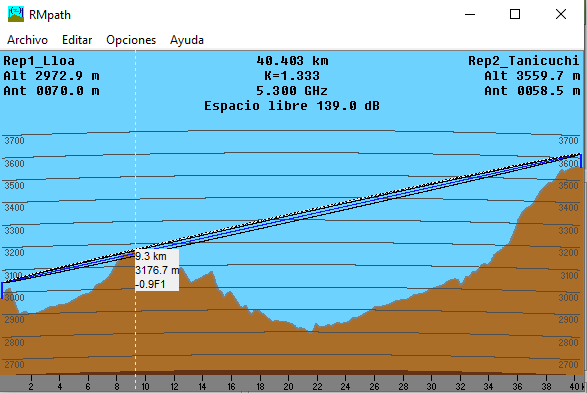 RMpath
Archivo Editar Opciones Ayuda
Rep1_Lloa 40.403 km Rep2_Tanicuchi
Alt 2972.9 m K=1.333 Alt 3559.7 m
Ant 0070.0 m 5.300 GHz Ant 0058.5 m
Espacio libre 139.0 dB
3700 3700
3600 3600
3500 3500
3400 3400
3300 3300
3200 3200
9.3 km
3176.7 m
-0.9F1
3100 3100
3000 3000
2900 2900
2800 2800
2700 2700
2 4 6 8 10 12 14 16 18 20 22 24 26 28 30 32 34 36 38 40